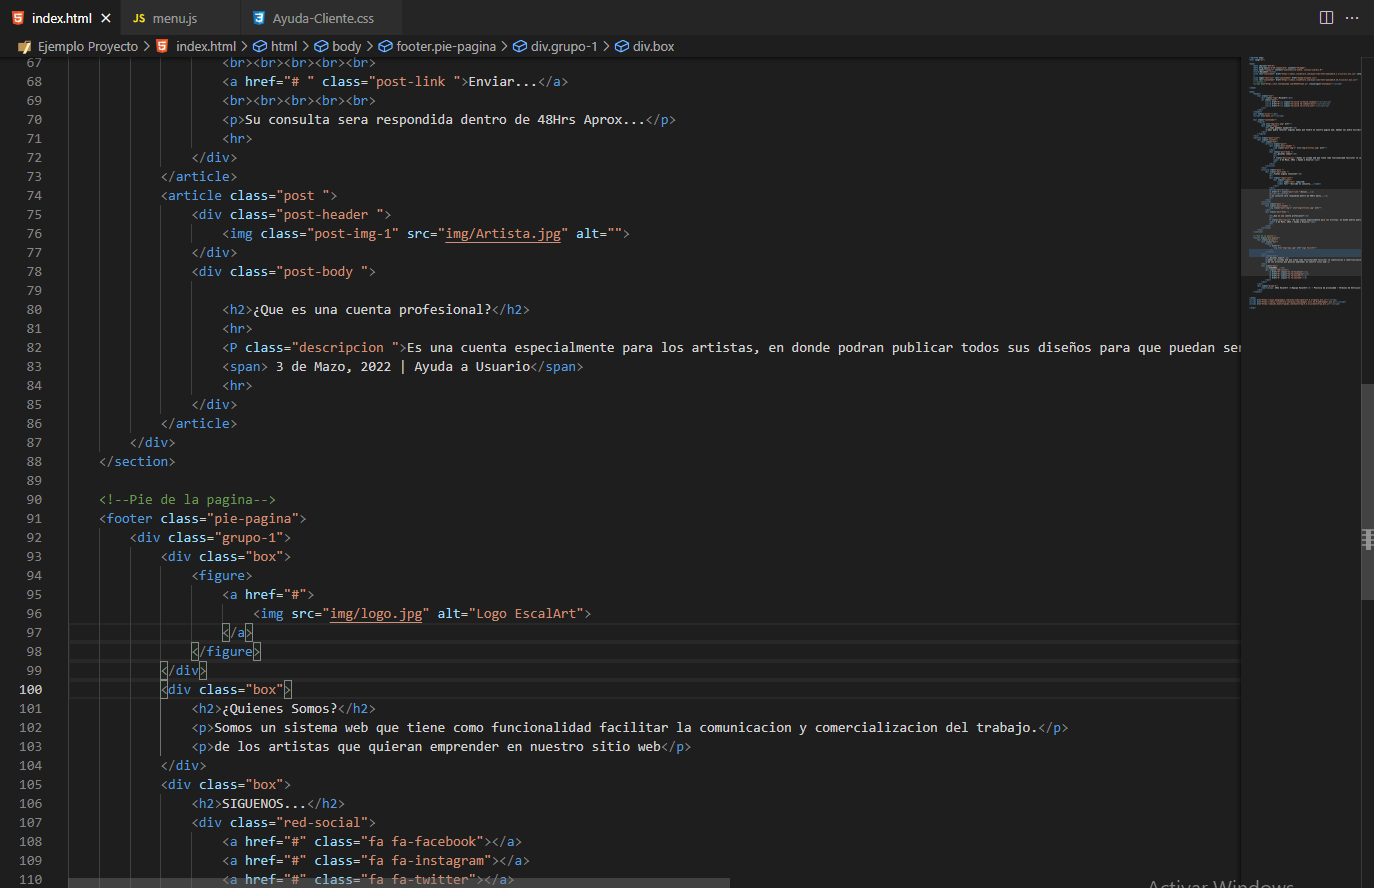 index.html
JS menu.js
Ayuda-Cliente.css
Ejemplo Proyecto > index.html > html > body > footer.pie-pagina > div.grupo-1 > div.box
67 <br><br><br><br><br>
68 <a href="# " class="post-link ">Enviar...</a>
69 <br><br><br><br><br>
70 <p>Su consulta sera respondida dentro de 48Hrs Aprox...</p>
71 <hr>
72 </div>
73 </article>
74 <article class="post ">
75 <div class="post-header ">
76 <img class="post-img-1" src="img/Artista.jpg" alt="">
77 </div>
78 <div class="post-body ">
79
80 <h2>¿Que es una cuenta profesional?</h2>
81 <hr>
82 <P class="descripcion ">Es una cuenta especialmente para los artistas, en donde podran publicar todos sus diseños para que puedan ser
83 <span> 3 de Mazo, 2022 | Ayuda a Usuario</span>
84 <hr>
85 </div>
86 </article>
87 </div>
88 </section>
89
90 <!--Pie de la pagina-->
91 <footer class="pie-pagina">
92 <div class="grupo-1">
93 <div class="box">
94 <figure>
95 <a href="#">
96 <img src="img/logo.jpg" alt="Logo EscalArt">
97 </a>
98 </figure>
99 </div>
100 <div class="box">
101 <h2>¿Quienes Somos?</h2>
102 <p>Somos un sistema web que tiene como funcionalidad facilitar la comunicacion y comercializacion del trabajo.</p>
103 <p>de los artistas que quieran emprender en nuestro sitio web</p>
104 </div>
105 <div class="box">
106 <h2>SIGUENOS...</h2>
107 <div class="red-social">
108 <a href="#" class="fa fa-facebook"></a>
109 <a href="#" class="fa fa-instagram"></a>
110 <a href="#" class="fa fa-twitter"></a>
Activar Windows